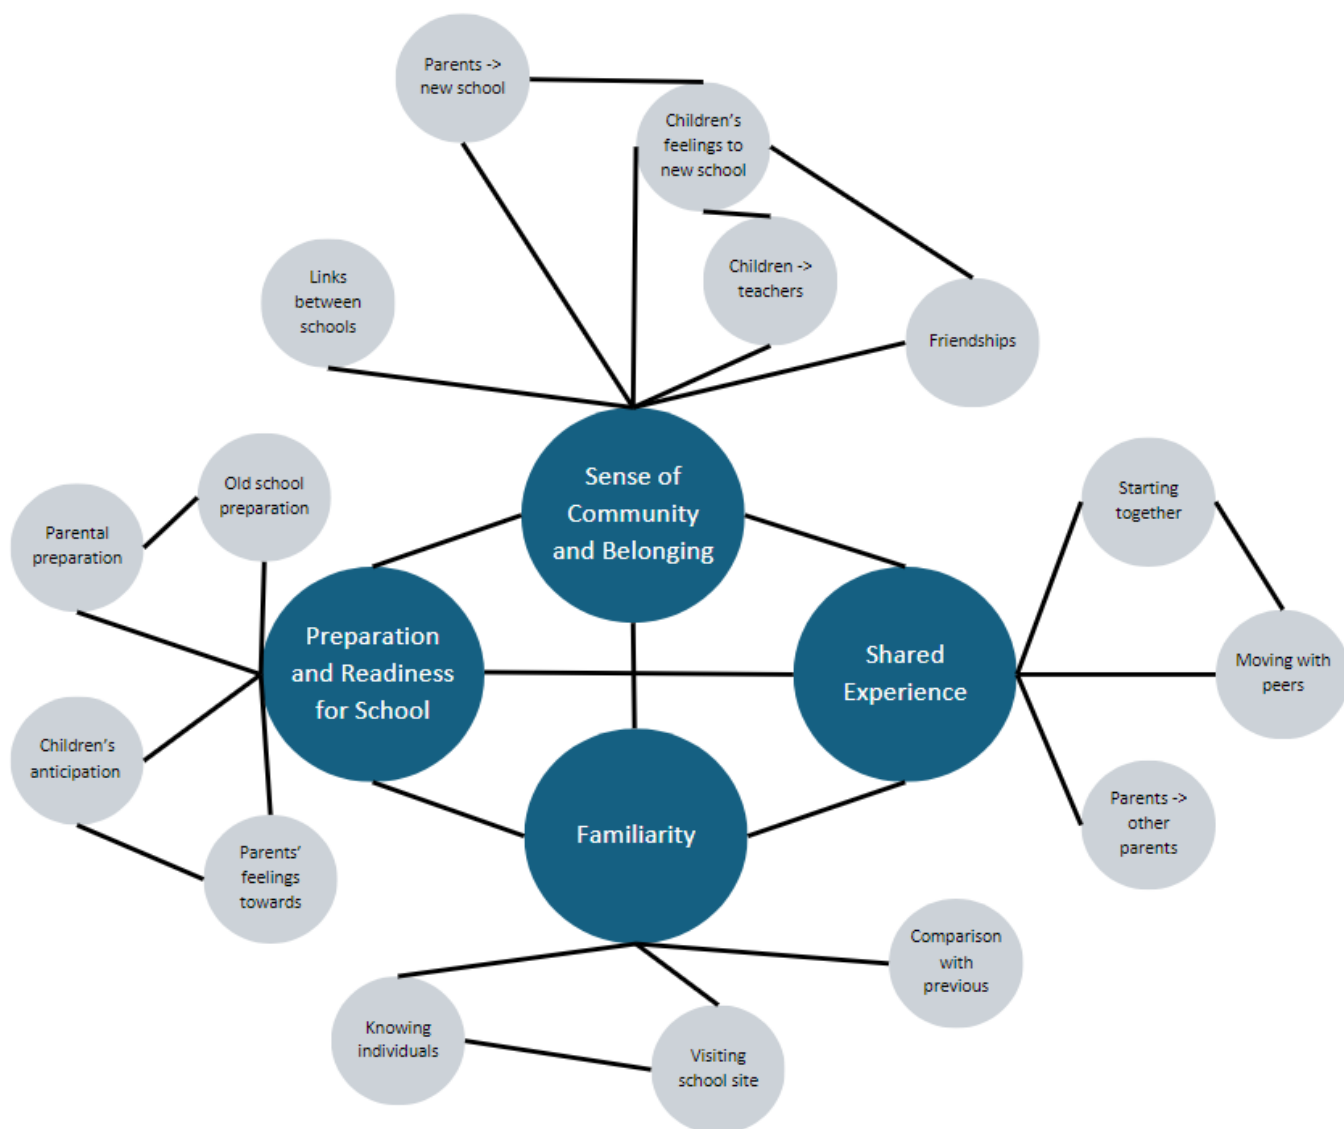 Parents ->
new school
Children's
feelings to
new school
Links
between
schools
Children ->
teachers
Friendships
Sense of
Community
and Belonging
Old school
preparation
Parental
preparation
Starting
together
Preparation
and Readiness
for School
Shared
Experience
Moving with
peers
Children's
anticipation
Parents'
feelings
towards
Familiarity
Parents ->
other
parents
Comparison
with
previous
Knowing
individuals
Visiting
school site